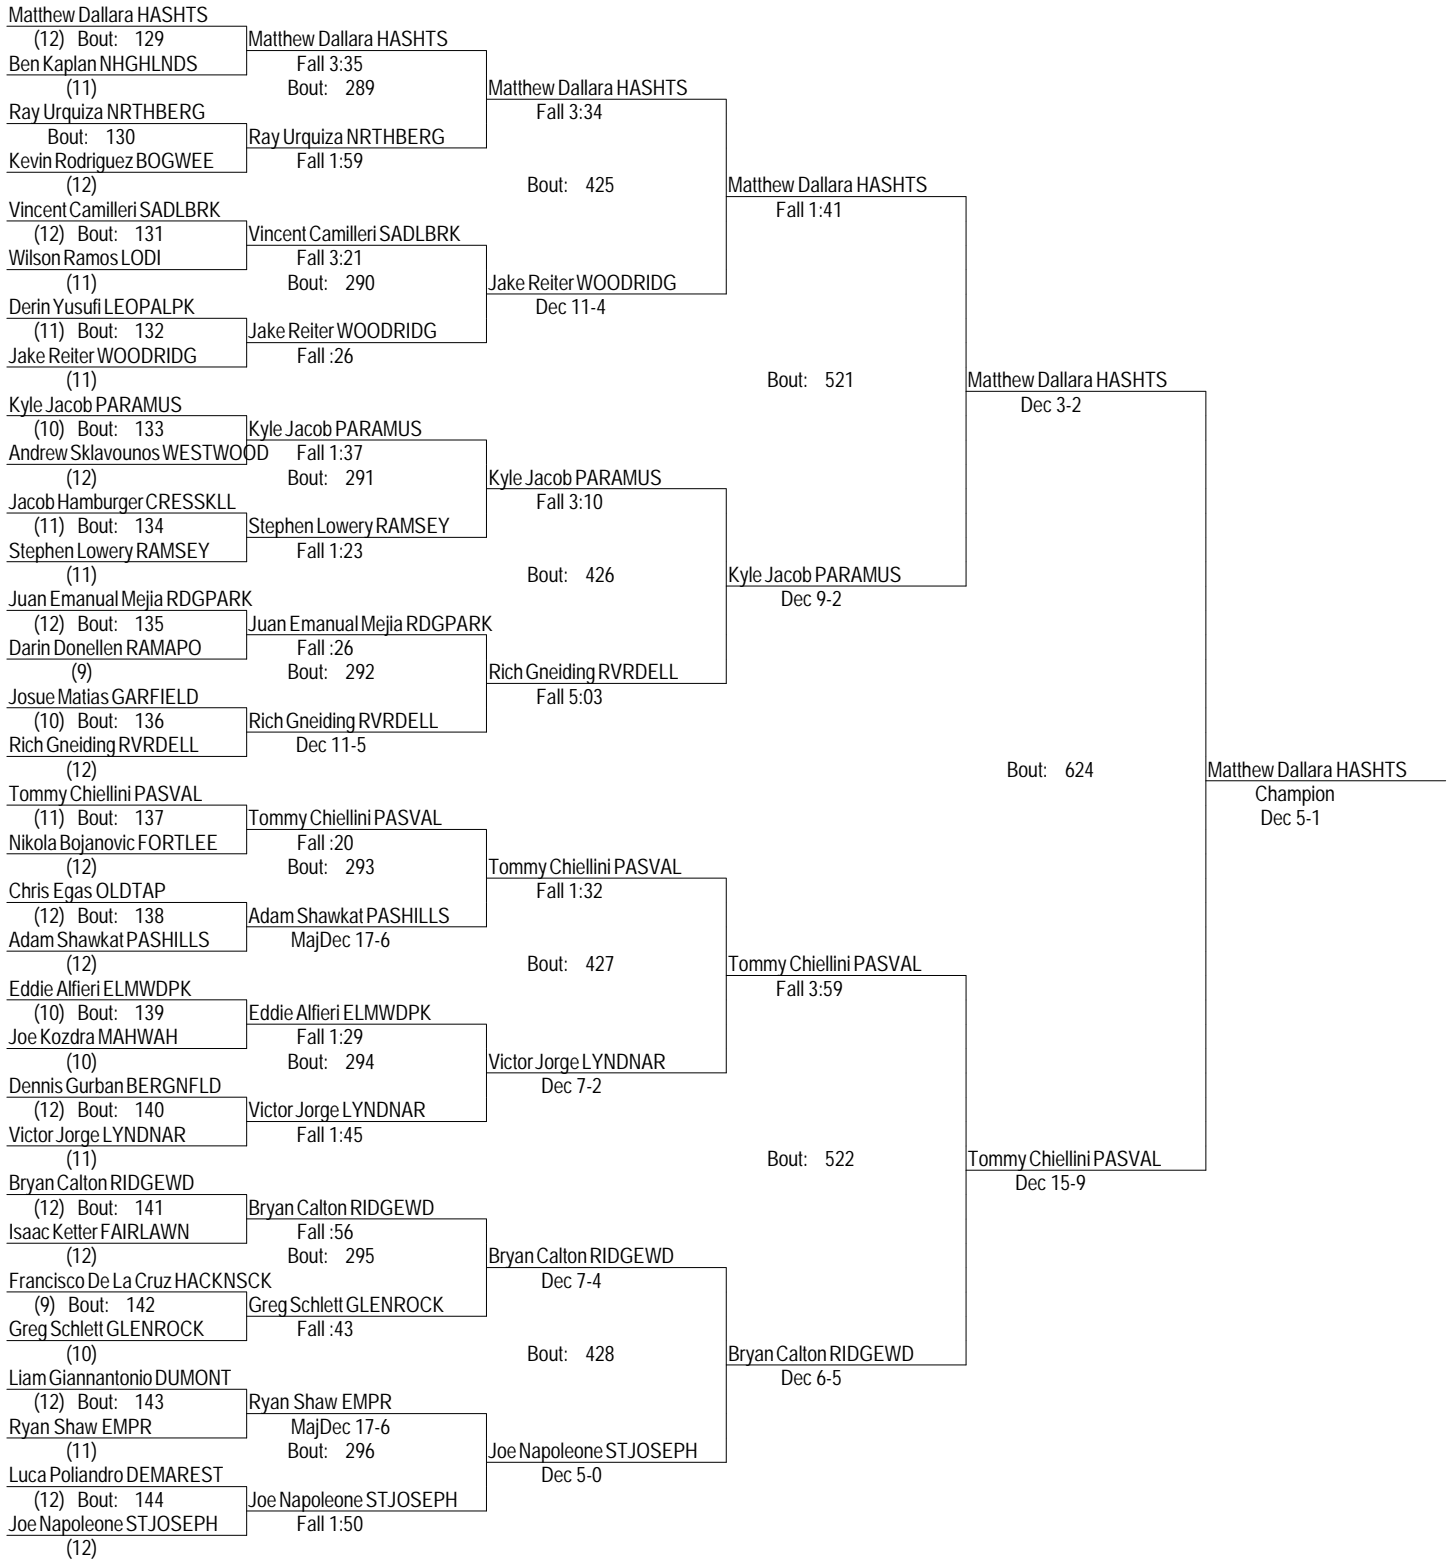 Matthew Dallara HASHTS
(12) Bout: 129
Ben Kaplan NHGHLNDS
(11)
Ray Urquiza NRTHBERG
Bout: 130
Kevin Rodriguez BOGWEE
(12)
Vincent Camilleri SADLBRK
(12) Bout: 131
Wilson Ramos LODI
(11)
Derin Yusufi LEOPALPK
(11) Bout: 132
Jake Reiter WOODRIDG
(11)
Kyle Jacob PARAMUS
(10) Bout: 133
Andrew Sklavounos WESTWOOD
(12)
Jacob Hamburger CRESSKLL
(11) Bout: 134
Stephen Lowery RAMSEY
(11)
Juan Emanual Mejia RDGPARK
(12) Bout: 135
Darin Donellen RAMAPO
(9)
Josue Matias GARFIELD
(10) Bout: 136
Rich Gneiding RVRDELL
(12)
Tommy Chiellini PASVAL
(11) Bout: 137
Nikola Bojanovic FORTLEE
(12)
Chris Egas OLDTAP
(12) Bout: 138
Adam Shawkat PASHILLS
(12)
Eddie Alfieri ELMWDPK
(10) Bout: 139
Joe Kozdra MAHWAH
(10)
Dennis Gurban BERGNFLD
(12) Bout: 140
Victor Jorge LYNDNAR
(11)
Bryan Calton RIDGEWD
(12) Bout: 141
Isaac Ketter FAIRLAWN
(12)
Francisco De La Cruz HACKNSCK
(9) Bout: 142
Greg Schlett GLENROCK
(10)
Liam Giannantonio DUMONT
(12) Bout: 143
Ryan Shaw EMPR
(11)
Luca Poliandro DEMAREST
(12) Bout: 144
Joe Napoleone STJOSEPH
(12)
Matthew Dallara HASHTS
Fall 3:35
Bout: 289
Ray Urquiza NRTHBERG
Fall 1:59
Vincent Camilleri SADLBRK
Fall 3:21
Bout: 290
Jake Reiter WOODRIDG
Fall :26
Kyle Jacob PARAMUS
Fall 1:37
Bout: 291
Stephen Lowery RAMSEY
Fall 1:23
Juan Emanual Mejia RDGPARK
Fall :26
Bout: 292
Rich Gneiding RVRDELL
Dec 11-5
Tommy Chiellini PASVAL
Fall :20
Bout: 293
Adam Shawkat PASHILLS
MajDec 17-6
Eddie Alfieri ELMWDPK
Fall 1:29
Bout: 294
Victor Jorge LYNDNAR
Fall 1:45
Bryan Calton RIDGEWD
Fall :56
Bout: 295
Greg Schlett GLENROCK
Fall :43
Ryan Shaw EMPR
MajDec 17-6
Bout: 296
Joe Napoleone STJOSEPH
Fall 1:50
Matthew Dallara HASHTS
Fall 3:34
Bout: 425
Jake Reiter WOODRIDG
Dec 11-4
Kyle Jacob PARAMUS
Fall 3:10
Bout: 426
Rich Gneiding RVRDELL
Fall 5:03
Tommy Chiellini PASVAL
Fall 1:32
Bout: 427
Victor Jorge LYNDNAR
Dec 7-2
Bryan Calton RIDGEWD
Dec 7-4
Bout: 428
Joe Napoleone STJOSEPH
Dec 5-0
Matthew Dallara HASHTS
Fall 1:41
Bout: 521
Kyle Jacob PARAMUS
Dec 9-2
Tommy Chiellini PASVAL
Fall 3:59
Bout: 522
Bryan Calton RIDGEWD
Dec 6-5
Matthew Dallara HASHTS
Dec 3-2
Bout: 624
Tommy Chiellini PASVAL
Dec 15-9
Matthew Dallara HASHTS
Champion
Dec 5-1